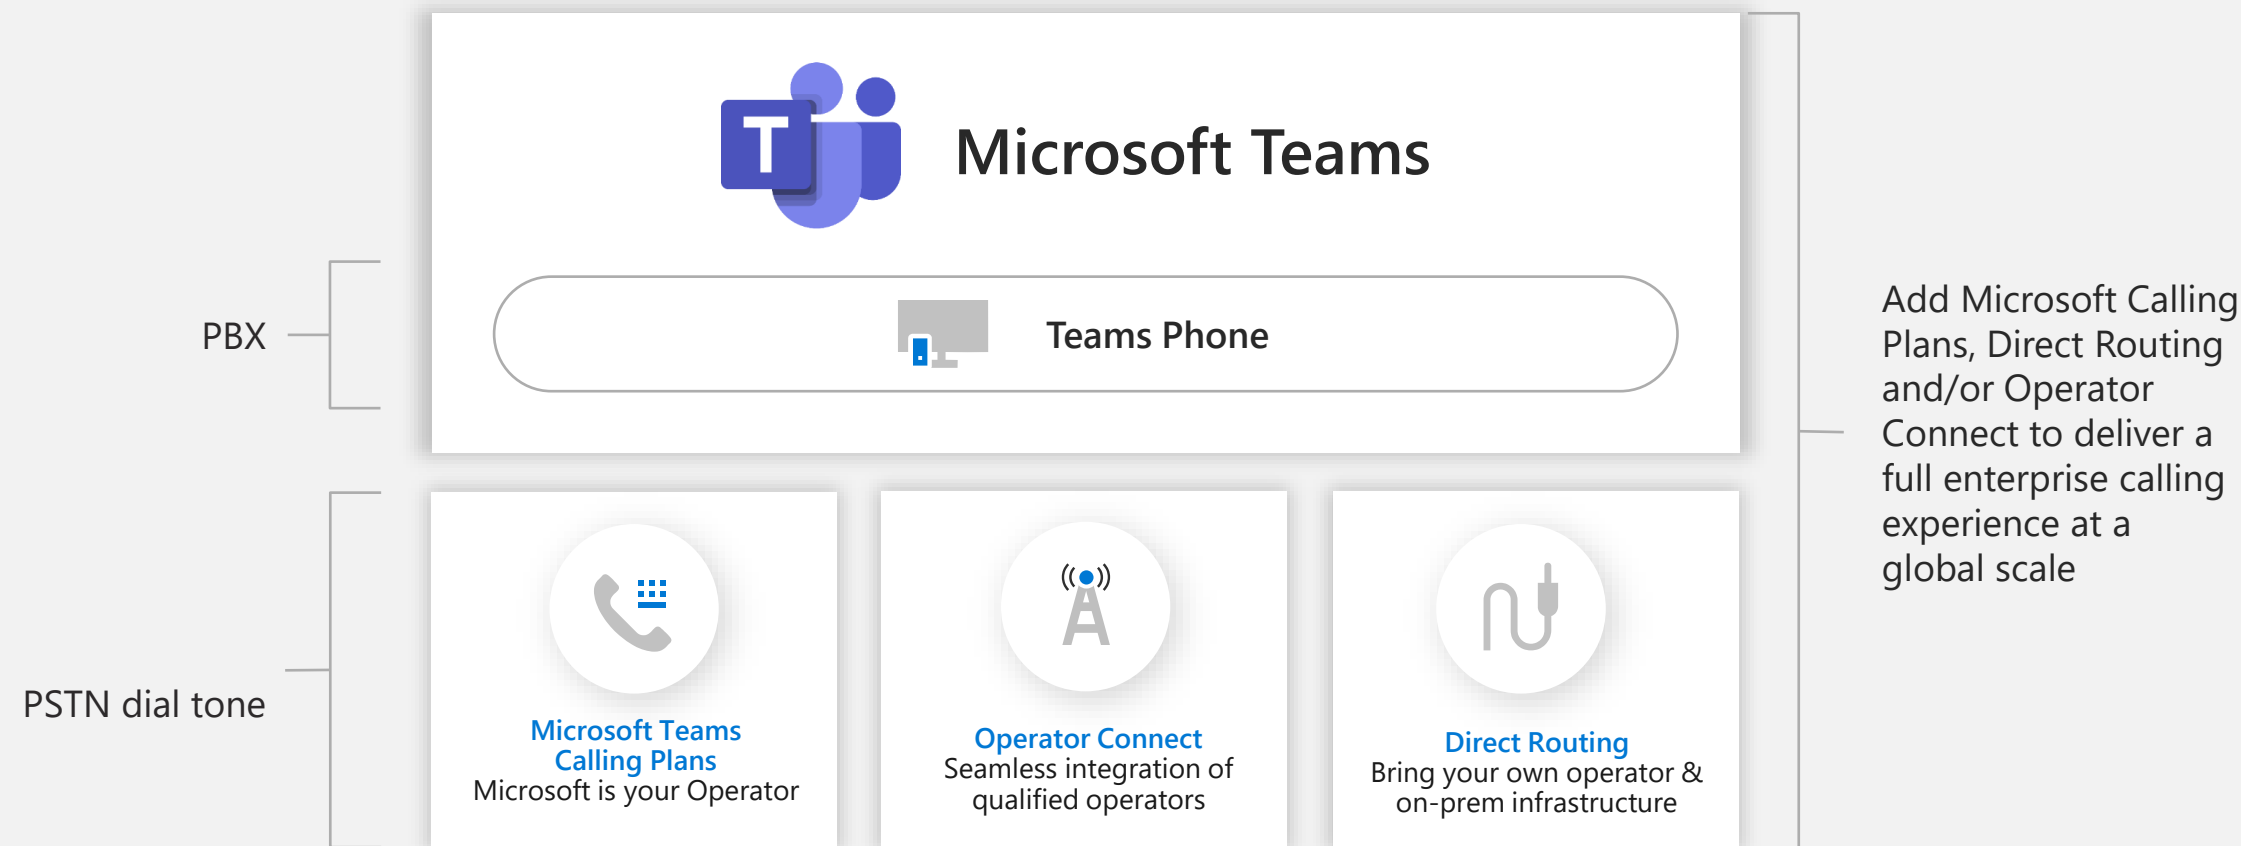 T
Microsoft Teams
PBX
Teams Phone
Add Microsoft Calling
Plans, Direct Routing
and/or Operator
Connect to deliver a
full enterprise calling
experience at a
global scale
PSTN dial tone
Microsoft Teams
Calling Plans
Microsoft is your Operator
Operator Connect
Seamless integration of
qualified operators
Direct Routing
Bring your own operator &
on-prem infrastructure